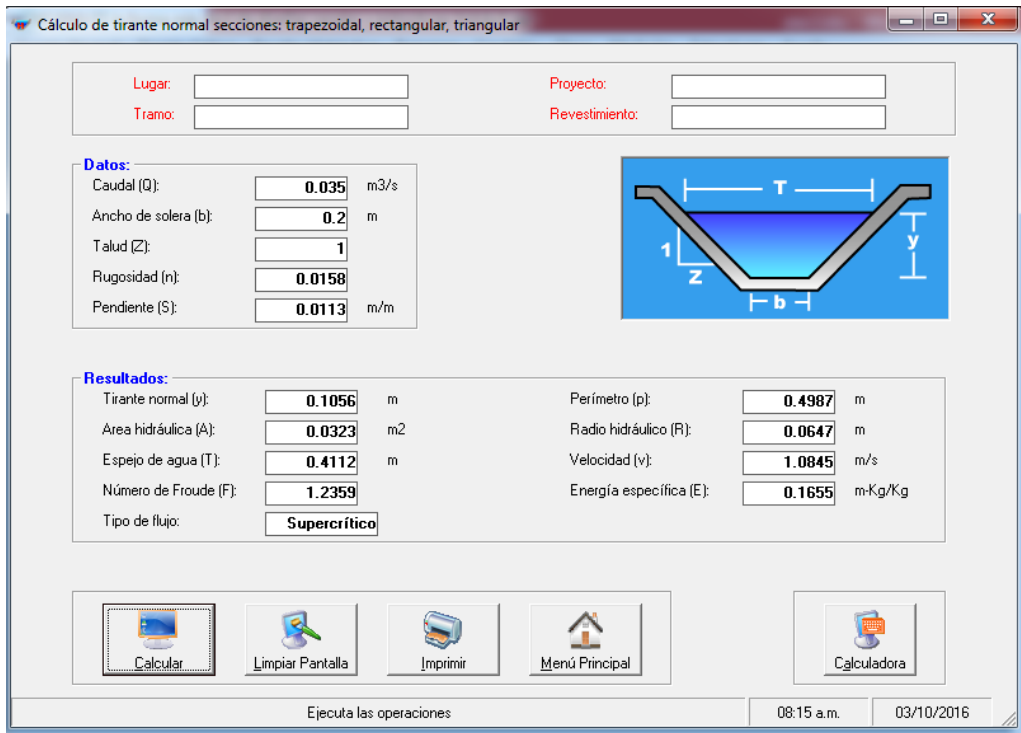 Cálculo de tirante normal secciones: trapezoidal, rectangular, triangular
Lugar: Proyecto:
Tramo: Revestimiento:
Datos:
Caudal (Q): 0.035 m3/s
Ancho de solera (b): 0.2 m
Talud (Z): 1
Rugosidad (n): 0.0158
Pendiente (S): 0.0113 m/m
T
1
Z
y
b
Resultados:
Tirante normal (y): 0.1056 m Perímetro (p): 0.4987 m
Area hidráulica (A): 0.0323 m2 Radio hidráulico (R): 0.0647 m
Espejo de agua (T): 0.4112 m Velocidad (v): 1.0845 m/s
Número de Froude (F): 1.2359 Energía específica (E): 0.1655 m-Kg/Kg
Tipo de flujo: Supercrítico
Calcular Limpiar Pantalla Imprimir Menú Principal Calculadora
Ejecuta las operaciones 08:15 a.m. 03/10/2016